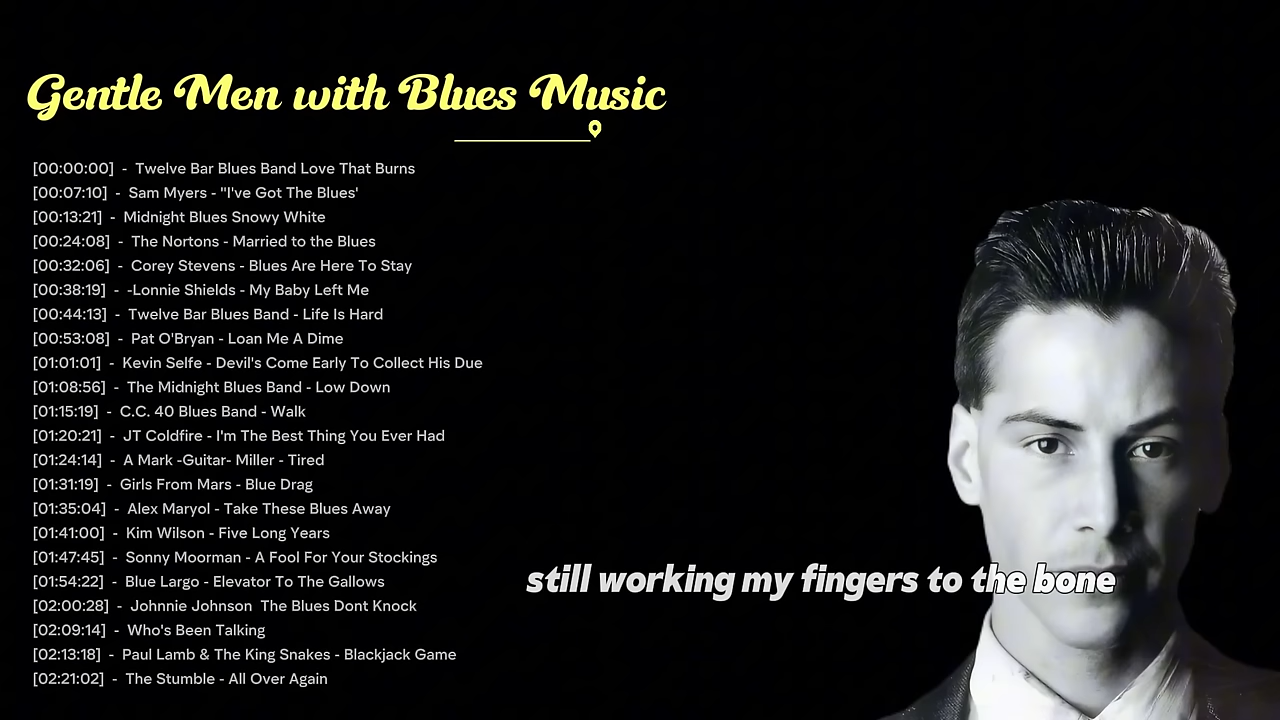 Gentle Men with Blues Music
[00:00:00] - Twelve Bar Blues Band Love That Burns
[00:07:10] - Sam Myers - "I've Got The Blues'
[00:13:21] - Midnight Blues Snowy White
[00:24:08] - The Nortons - Married to the Blues
[00:32:06] - Corey Stevens - Blues Are Here To Stay
[00:38:19] - -Lonnie Shields - My Baby Left Me
[00:44:13] - Twelve Bar Blues Band - Life Is Hard
[00:53:08] - Pat O'Bryan - Loan Me A Dime
[01:01:01] - Kevin Selfe - Devil's Come Early To Collect His Due
[01:08:56] - The Midnight Blues Band - Low Down
[01:15:19] - C.C. 40 Blues Band - Walk
[01:20:21] - JT Coldfire - I'm The Best Thing You Ever Had
[01:24:14] - A Mark -Guitar- Miller - Tired
[01:31:19] - Girls From Mars - Blue Drag
[01:35:04] - Alex Maryol - Take These Blues Away
[01:41:00] - Kim Wilson - Five Long Years
[01:47:45] - Sonny Moorman - A Fool For Your Stockings
[01:54:22] - Blue Largo - Elevator To The Gallows
[02:00:28] - Johnnie Johnson  The Blues Dont Knock
[02:09:14] - Who's Been Talking
[02:13:18] - Paul Lamb & The King Snakes - Blackjack Game
[02:21:02] - The Stumble - All Over Again
still working my fingers to the bone